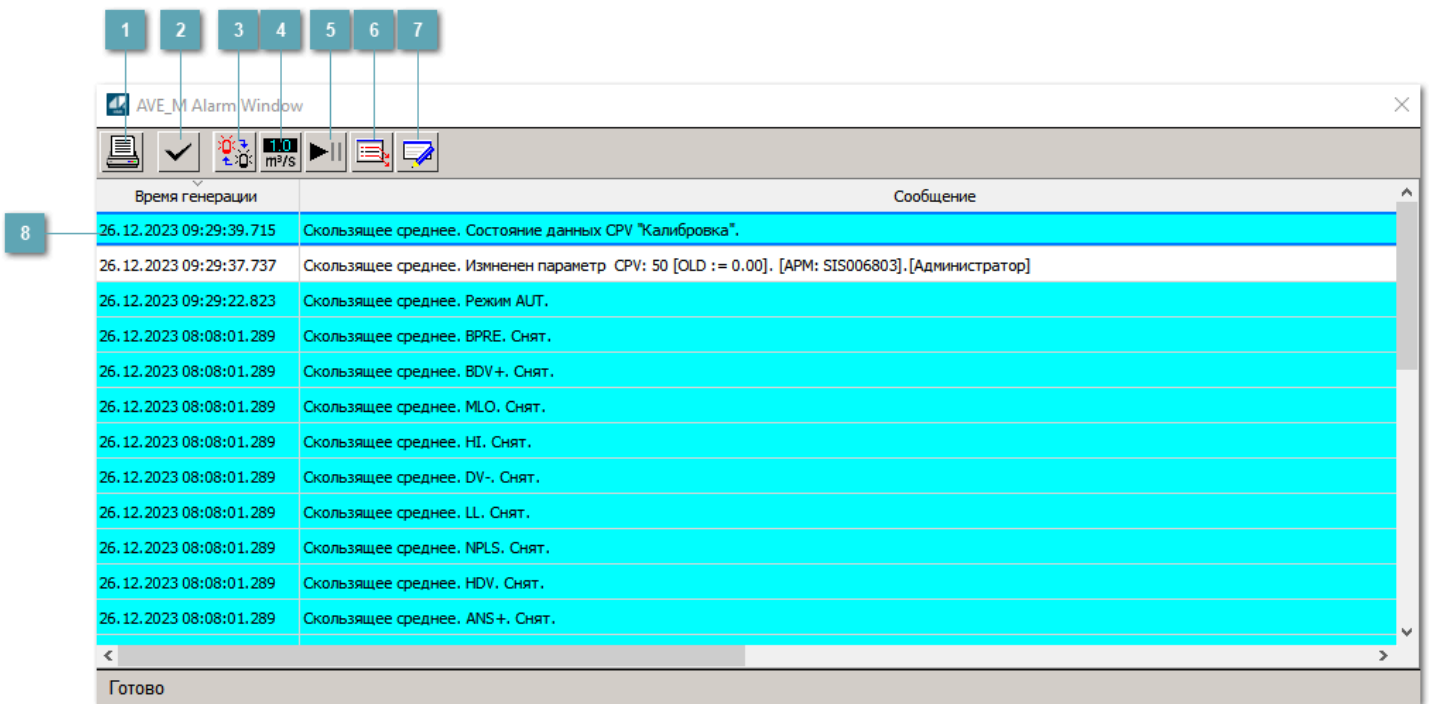 1 2 3 4 5 6 7
AVE_M Alarm Window
1'0
m³/s
Время генерации Сообщение
8
26.12.2023 09:29:39.715 Скользящее среднее. Состояние данных CPV "Калибровка".
26.12.2023 09:29:37.737 Скользящее среднее. Измненен параметр CPV: 50 [OLD := 0.00]. [АРМ: SIS006803].[Администратор]
26.12.2023 09:29:22.823 Скользящее среднее. Режим AUT.
26.12.2023 08:08:01.289 Скользящее среднее. BPRE. Снят.
26.12.2023 08:08:01.289 Скользящее среднее. BDV+. Снят.
26.12.2023 08:08:01.289 Скользящее среднее. MLO. Снят.
26.12.2023 08:08:01.289 Скользящее среднее. HI. Снят.
26.12.2023 08:08:01.289 Скользящее среднее. DV-. Снят.
26.12.2023 08:08:01.289 Скользящее среднее. LL. Снят.
26.12.2023 08:08:01.289 Скользящее среднее. NPLS. Снят.
26.12.2023 08:08:01.289 Скользящее среднее. HDV. Снят.
26.12.2023 08:08:01.289 Скользящее среднее. ANS+. Снят.
Готово